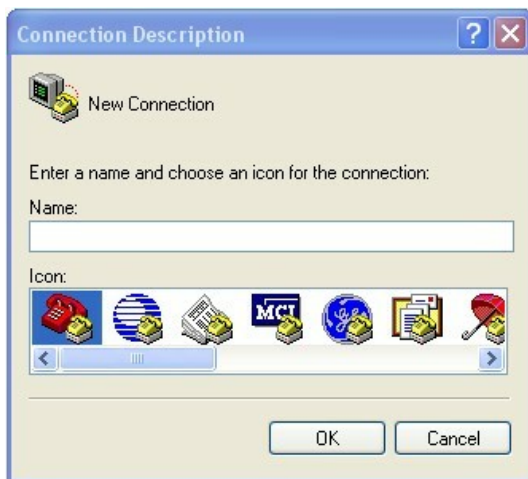 Connection Description
New Connection
Enter a name and choose an icon for the connection:
Name:
Icon:
MCI
OK Cancel